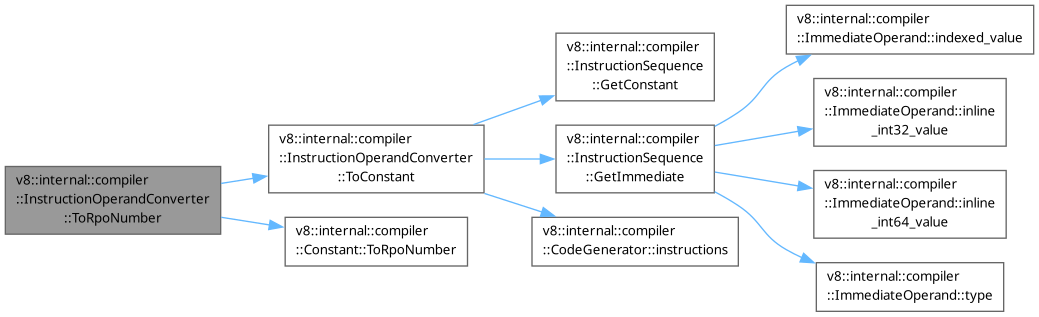 v8::internal::compiler
::InstructionOperandConverter
::ToRpoNumber
v8::internal::compiler
::InstructionOperandConverter
::ToConstant
v8::internal::compiler
::Constant::ToRpoNumber
v8::internal::compiler
::InstructionSequence
::GetConstant
v8::internal::compiler
::InstructionSequence
::GetImmediate
v8::internal::compiler
::CodeGenerator::instructions
v8::internal::compiler
::ImmediateOperand::indexed_value
v8::internal::compiler
::ImmediateOperand::inline
_int32_value
v8::internal::compiler
::ImmediateOperand::inline
_int64_value
v8::internal::compiler
::ImmediateOperand::type